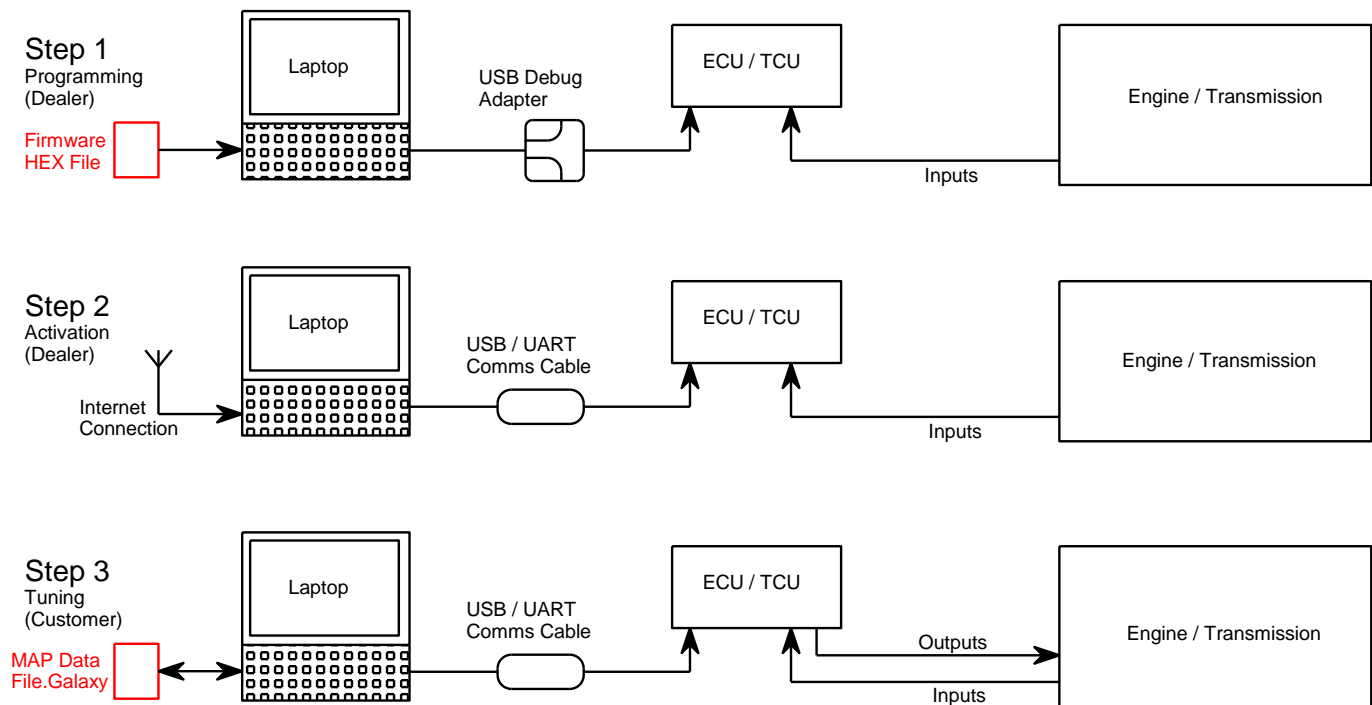 Step 1
Programming
(Dealer)
Firmware
HEX File
Laptop
USB Debug
Adapter
ECU / TCU
Inputs
Engine / Transmission
Step 2
Activation
(Dealer)
Internet
Connection
Laptop
USB / UART
Comms Cable
ECU / TCU
Inputs
Engine / Transmission
Step 3
Tuning
(Customer)
MAP Data
File.Galaxy
Laptop
USB / UART
Comms Cable
ECU / TCU
Outputs
Inputs
Engine / Transmission